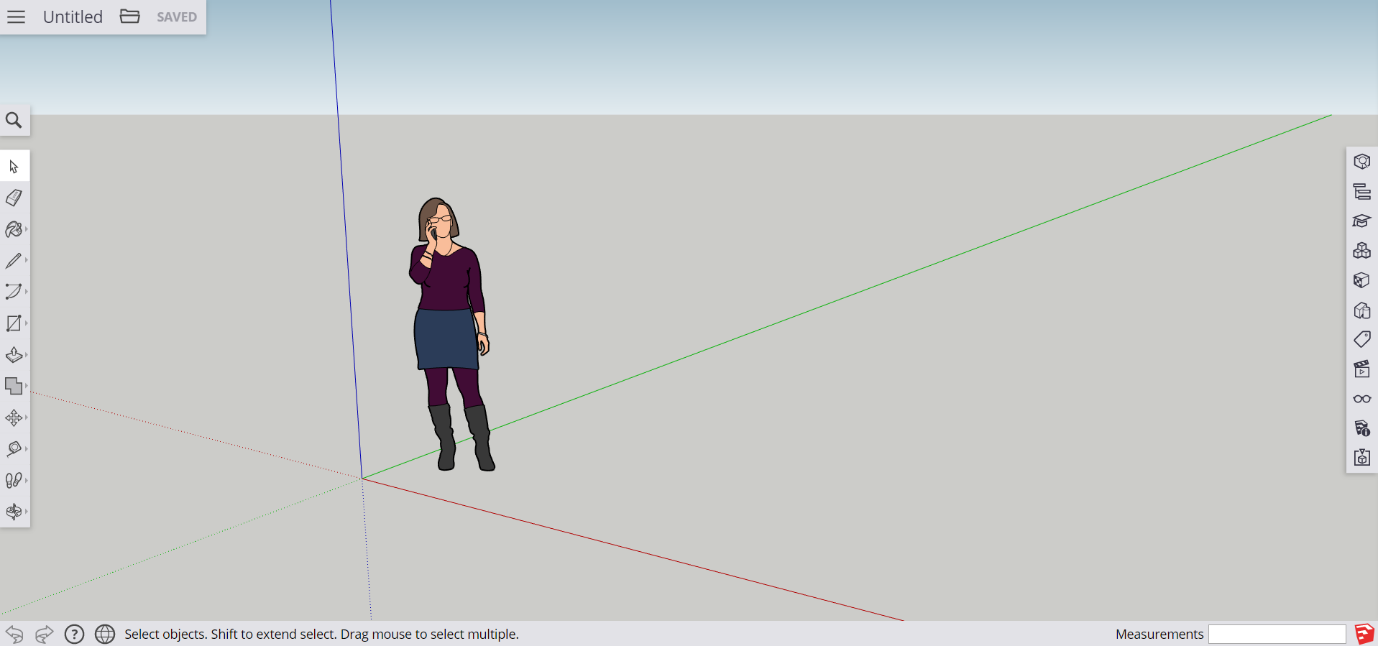 Untitled SAVED
Select objects. Shift to extend select. Drag mouse to select multiple.
Measurements